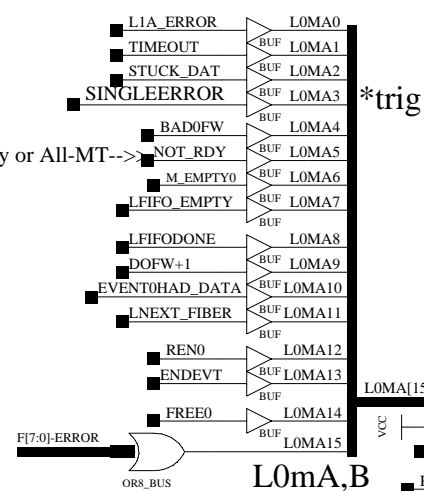 L1A_ERROR BUF L0MA0
TIMEOUT BUF L0MA1
STUCK_DAT BUF L0MA2
SINGLEERROR BUF L0MA3 *trig
BAD0FW BUF L0MA4
y or All-MT-->> NOT_RDY BUF L0MA5
M_EMPTY0 BUF L0MA6
LFIFO_EMPTY BUF L0MA7
LFIFODONE BUF L0MA8
DOFW+1 BUF L0MA9
EVENT0HAD_DATA BUF L0MA10
LNEXT_FIBER BUF L0MA11
REN0 BUF L0MA12
ENDEVT BUF L0MA13
L0MA[15
FREE0 BUF L0MA14
VCC
F[7:0]-ERROR L0MA15
OR8_BUS L0mA,B